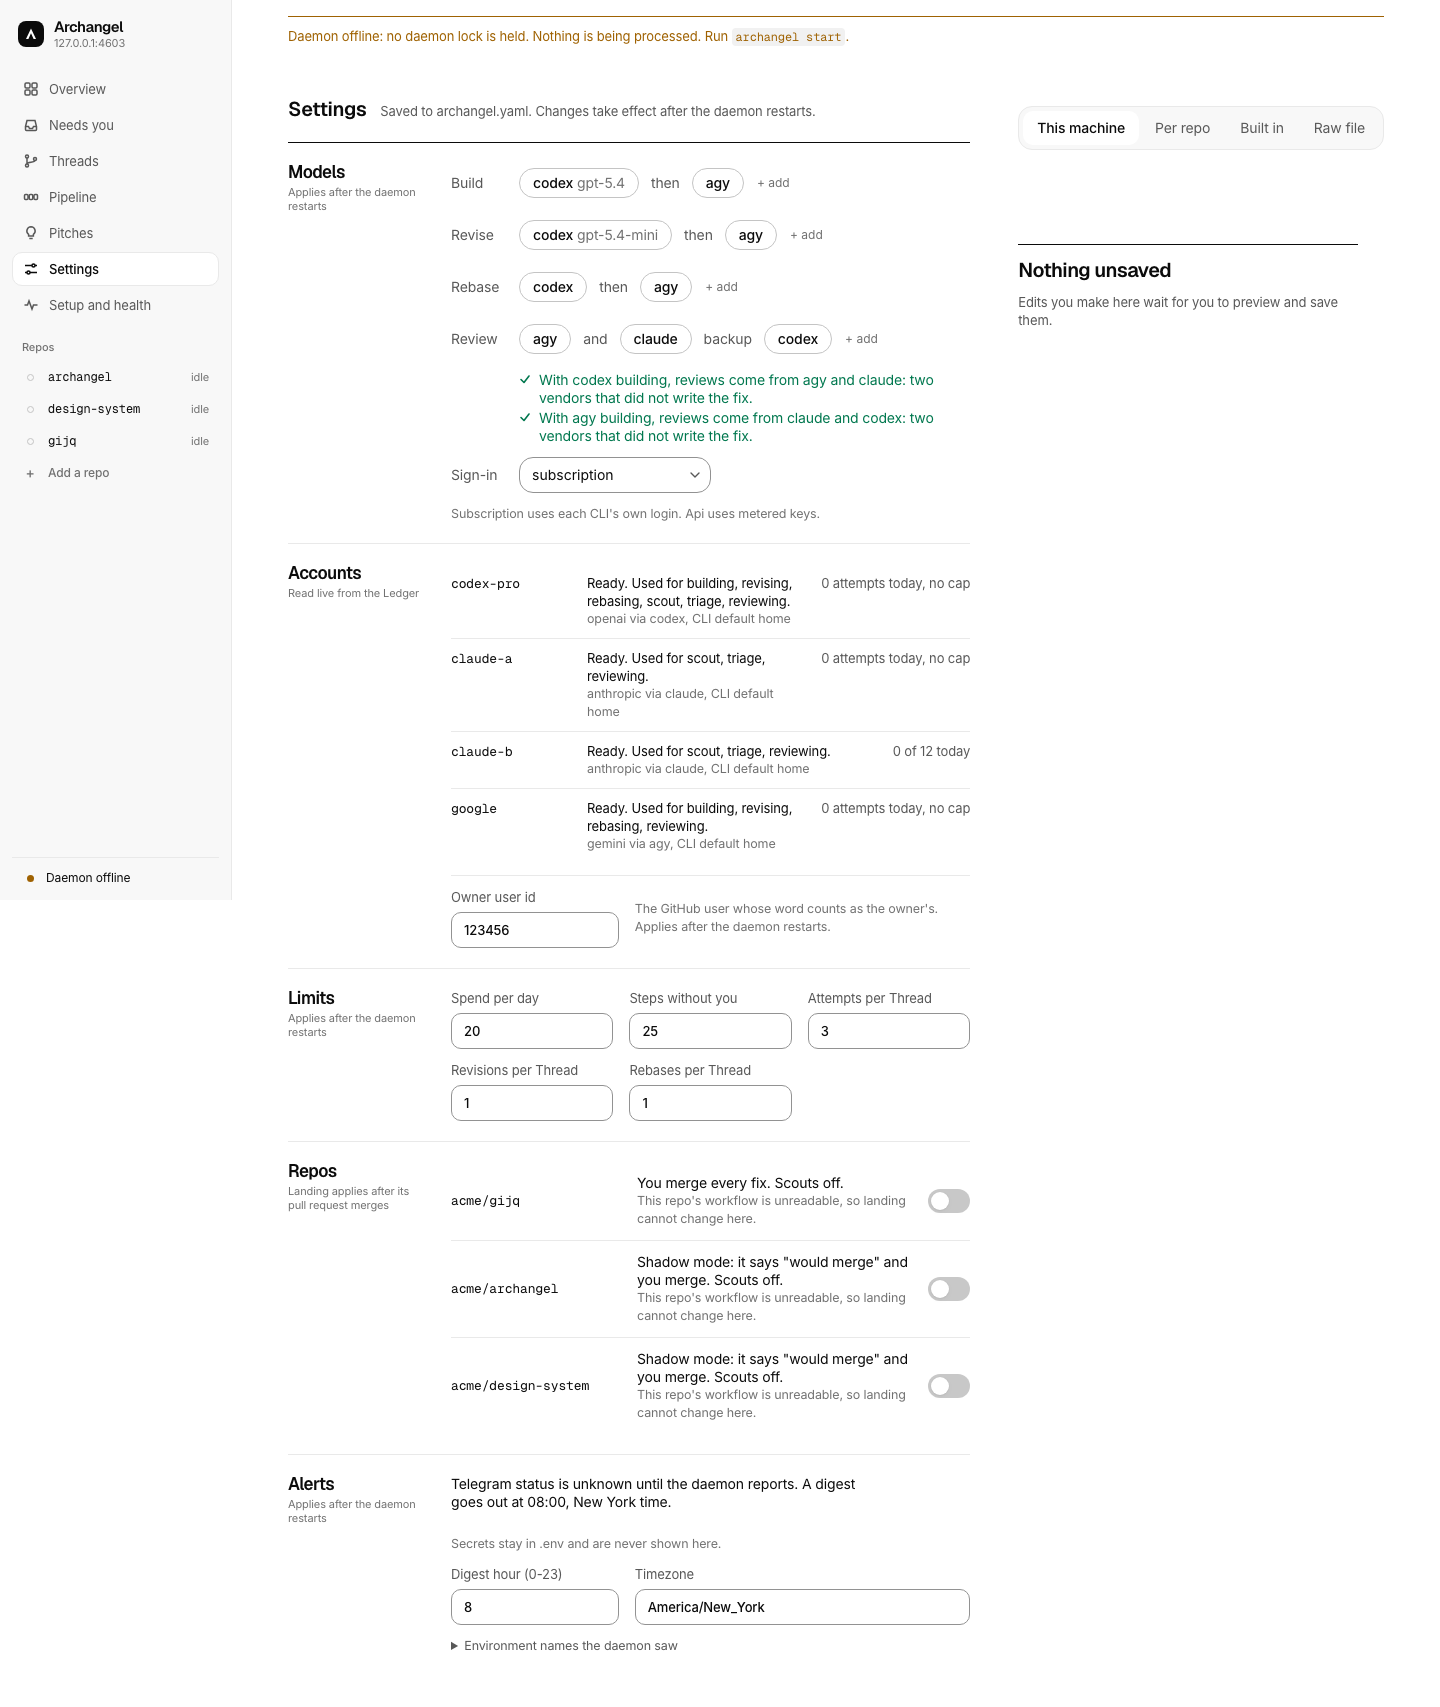 Archangel
127.0.0.1:4603
Overview
Needs you
Threads
Pipeline
Pitches
Settings
Setup and health
Repos
archangel idle
design-system idle
gijq idle
+ Add a repo
Daemon offline
Daemon offline: no daemon lock is held. Nothing is being processed. Run archangel start.
Settings Saved to archangel.yaml. Changes take effect after the daemon restarts.
This machine Per repo Built in Raw file
Models
Applies after the daemon
restarts
Build codex gpt-5.4 then agy + add
Revise codex gpt-5.4-mini then agy + add
Rebase codex then agy + add
Review agy and claude backup codex + add
With codex building, reviews come from agy and claude: two
vendors that did not write the fix.
With agy building, reviews come from claude and codex: two
vendors that did not write the fix.
Sign-in subscription
Subscription uses each CLI's own login. Api uses metered keys.
Nothing unsaved
Edits you make here wait for you to preview and save
them.
Accounts
Read live from the Ledger
codex-pro Ready. Used for building, revising, 0 attempts today, no cap
rebasing, scout, triage, reviewing.
openai via codex, CLI default home
claude-a Ready. Used for scout, triage, 0 attempts today, no cap
reviewing.
anthropic via claude, CLI default
home
claude-b Ready. Used for scout, triage, reviewing. 0 of 12 today
anthropic via claude, CLI default home
google Ready. Used for building, revising, 0 attempts today, no cap
rebasing, reviewing.
gemini via agy, CLI default home
Owner user id
123456
The GitHub user whose word counts as the owner's.
Applies after the daemon restarts.
Limits
Applies after the daemon
restarts
Spend per day Steps without you Attempts per Thread
20 25 3
Revisions per Thread Rebases per Thread
1 1
Repos
Landing applies after its
pull request merges
acme/gijq
You merge every fix. Scouts off.
This repo's workflow is unreadable, so landing
cannot change here.
acme/archangel
Shadow mode: it says "would merge" and
you merge. Scouts off.
This repo's workflow is unreadable, so landing
cannot change here.
acme/design-system
Shadow mode: it says "would merge" and
you merge. Scouts off.
This repo's workflow is unreadable, so landing
cannot change here.
Alerts
Applies after the daemon
restarts
Telegram status is unknown until the daemon reports. A digest
goes out at 08:00, New York time.
Secrets stay in .env and are never shown here.
Digest hour (0-23) Timezone
8 America/New_York
Environment names the daemon saw